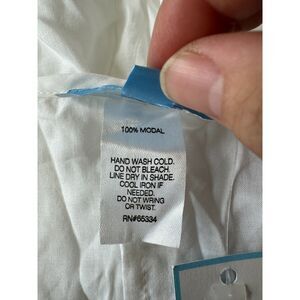 100% MODAL
HAND WASH COLD.
DO NOT BLEACH.
LINE DRY IN SHADE.
COOL IRON IF
NEEDED.
DO NOT WRING
OR TWIST.
RN#65334